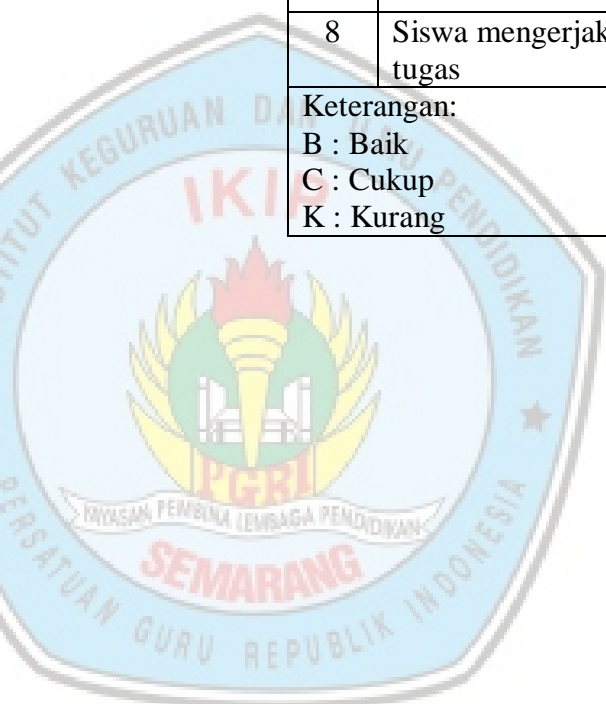 8 Siswa mengerjak
tugas
Keterangan:
B : Baik
C : Cukup
K : Kurang
KEGURUAN DAN ILMU PENDIDIKAN
IKIP
PGRI
YAYASAN PEMBINA LEMBAGA PENDIDIKAN
SEMARANG
PERSATUAN GURU REPUBLIK INDONESIA